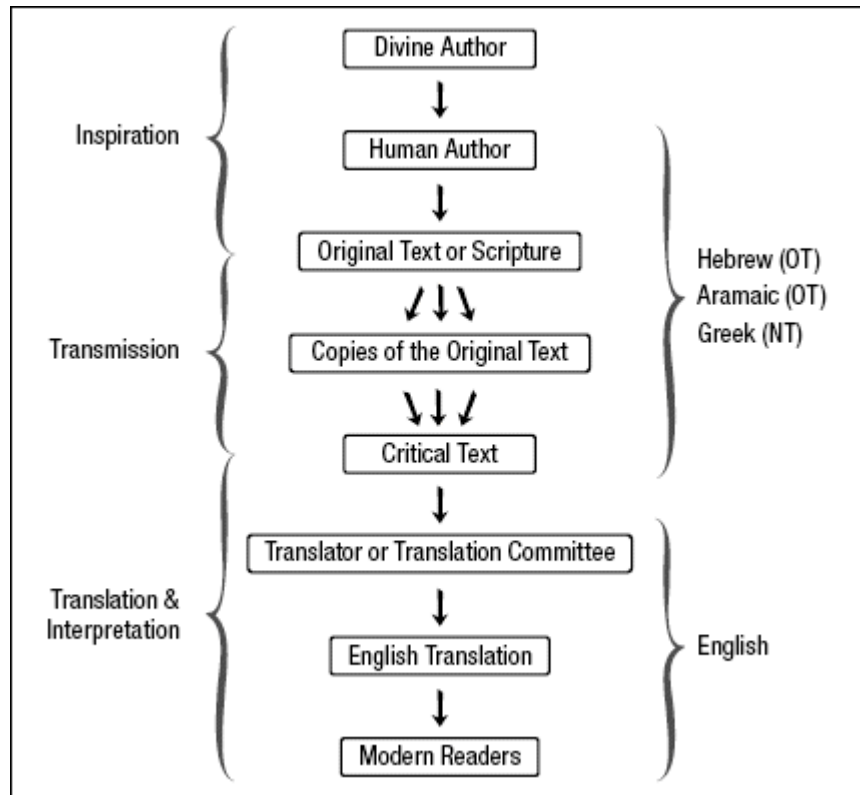 Divine Author
Inspiration
Human Author
Original Text or Scripture
Hebrew (OT)
Aramaic (OT)
Greek (NT)
Transmission
Copies of the Original Text
Critical Text
Translator or Translation Committee
Translation &
Interpretation
English Translation
English
Modern Readers